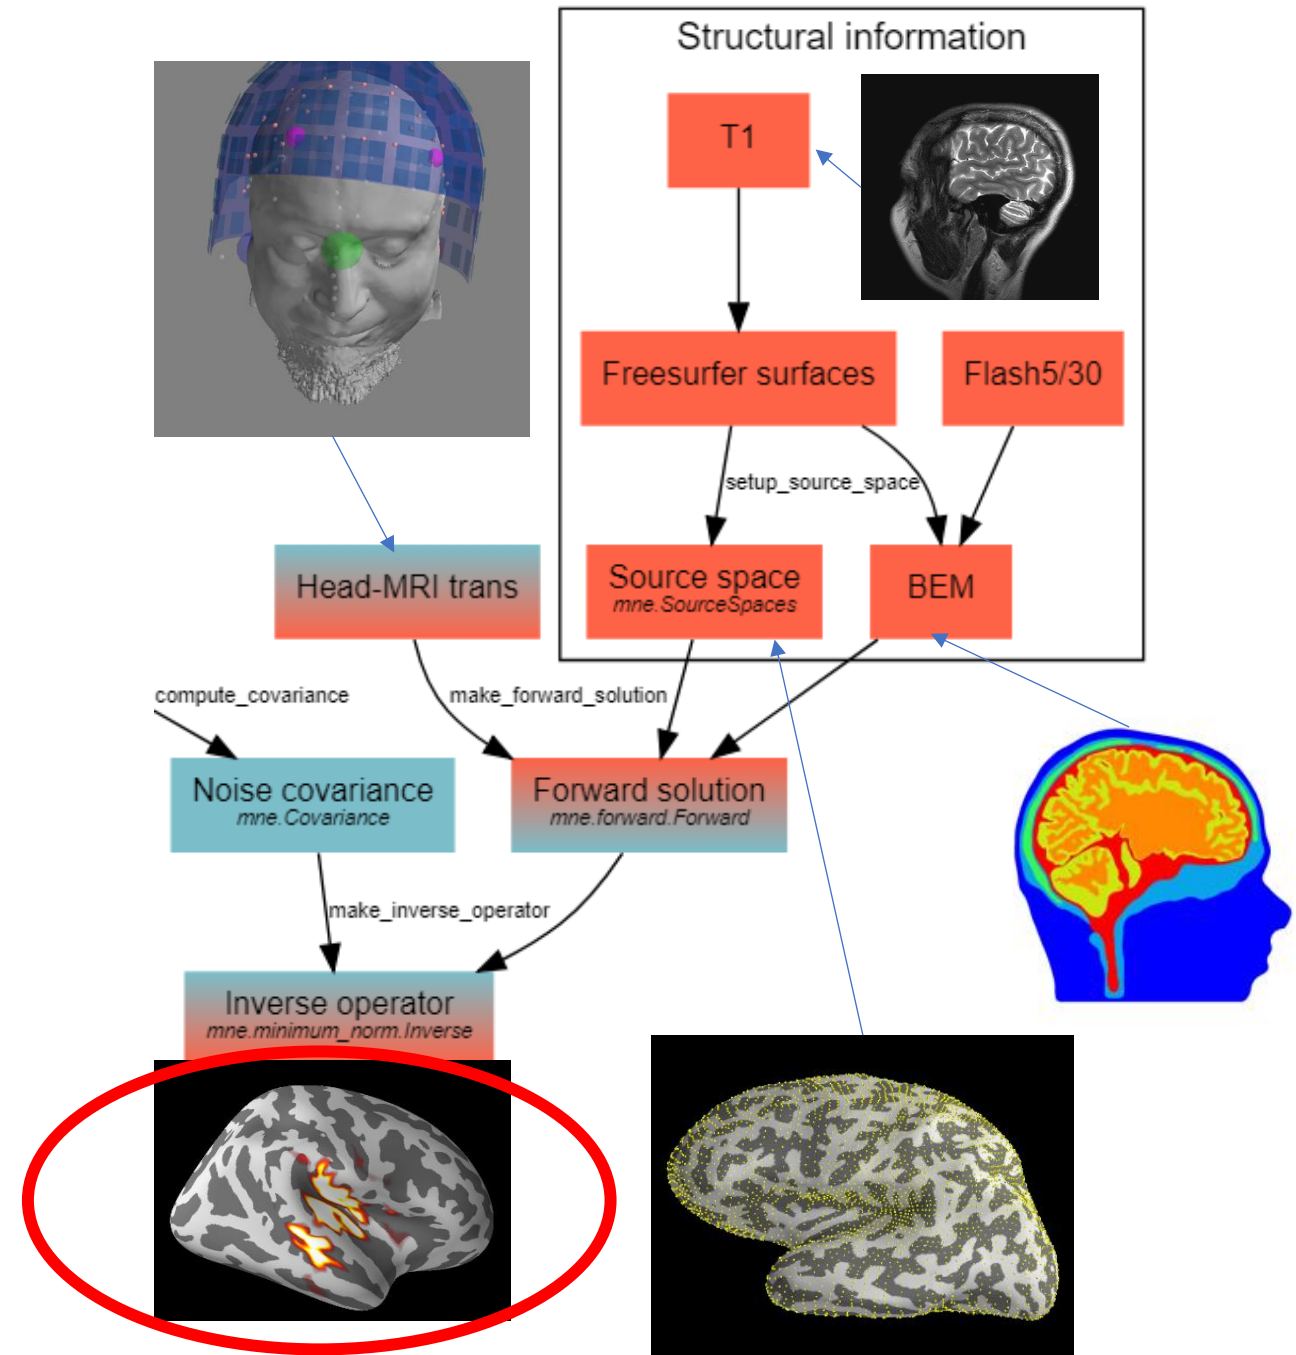 Structural information
T1
Freesurfer surfaces
Flash5/30
setup_source_space
Head-MRI trans
Source space
mne.SourceSpaces
BEM
compute_covariance
make_forward_solution
Noise covariance
mne.Covariance
Forward solution
mne.forward.Forward
make_inverse_operator
Inverse operator
mne.minimum_norm.Inverse